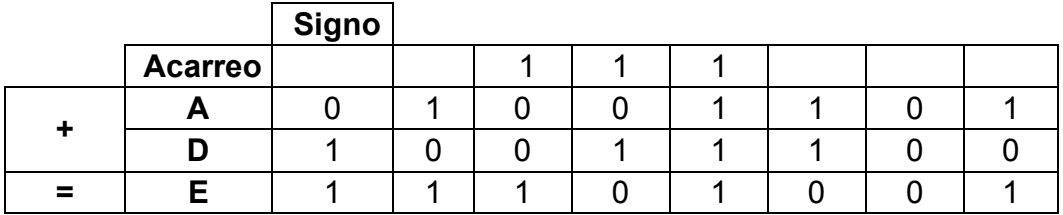 Signo
Acarreo 1 1 1
+ A 0 1 0 0 1 1 0 1
D 1 0 0 1 1 1 0 0
= E 1 1 1 0 1 0 0 1